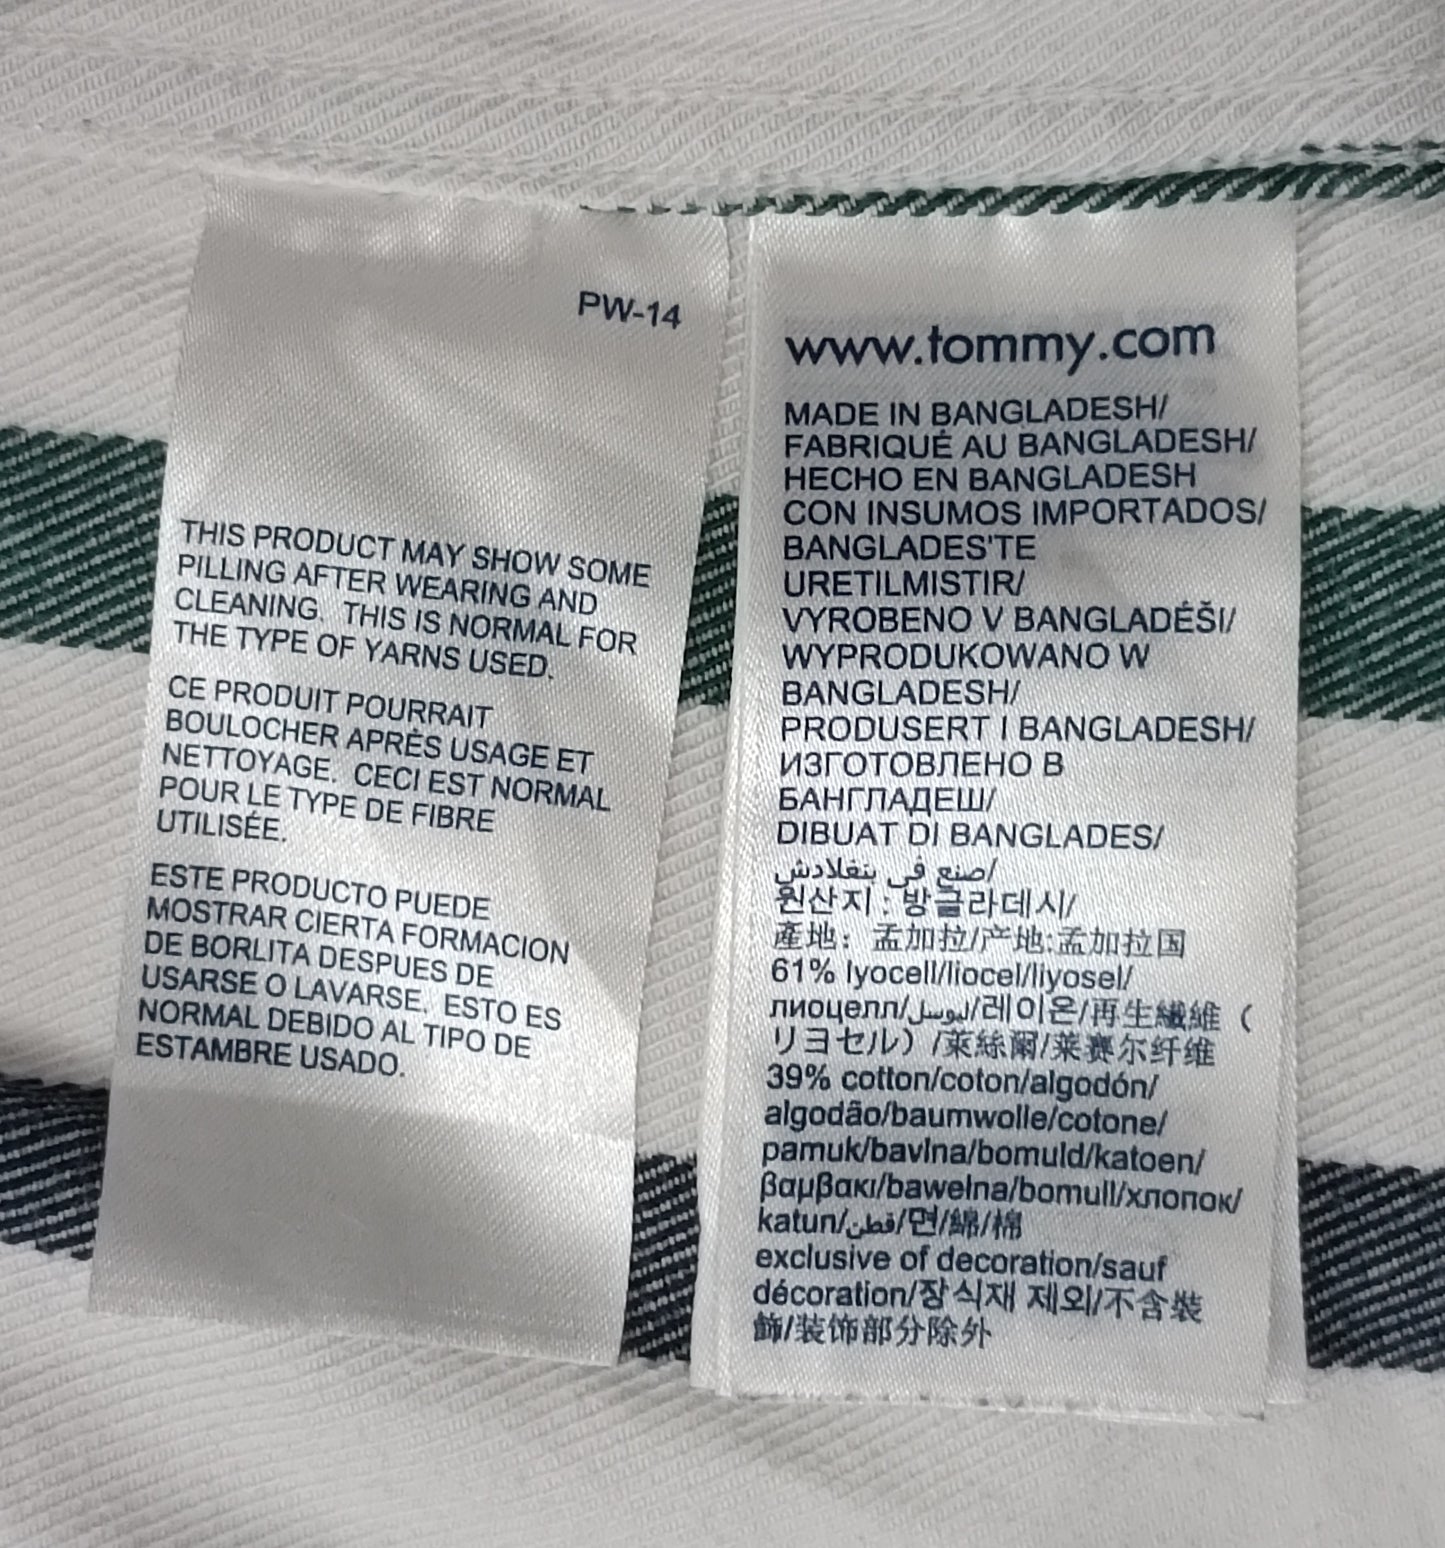 PW-14
THIS PRODUCT MAY SHOW SOME
PILLING AFTER WEARING AND
CLEANING. THIS IS NORMAL FOR
THE TYPE OF YARNS USED.
CE PRODUIT POURRAIT
BOULOCHER APRÈS USAGE ET
NETTOYAGE. CECI EST NORMAL
POUR LE TYPE DE FIBRE
UTILISÉE.
ESTE PRODUCTO PUEDE
MOSTRAR CIERTA FORMACION
DE BORLITA DESPUES DE
USARSE O LAVARSE. ESTO ES
NORMAL DEBIDO AL TIPO DE
ESTAMBRE USADO.
www.tommy.com
MADE IN BANGLADESH/
FABRIQUÉ AU BANGLADESH/
HECHO EN BANGLADESH
CON INSUMOS IMPORTADOS/
BANGLADES'TE
URETILMISTIR/
VYROBENO V BANGLADÉŠI/
WYPRODUKOWANO W
BANGLADESH/
PRODUSERT I BANGLADESH/
ИЗГОТОВЛЕНО В
БАНГЛАДЕШ/
DIBUAT DI BANGLADES/
صنع في بنغلادش/
원산지 : 방글라데시/
產地：孟加拉/产地:孟加拉国
61% lyocell/liocel/liyosel/
лиоцелл/ليوسل/레이온/再生繊維（
リヨセル）/萊絲爾/莱赛尔纤维
39% cotton/coton/algodón/
algodão/baumwolle/cotone/
pamuk/bavlna/bomuld/katoen/
βαμβακι/bawełna/bomull/хлопок/
katun/قطن/면/綿/棉
exclusive of decoration/sauf
décoration/장식재 제외/不含裝
飾/装饰部分除外